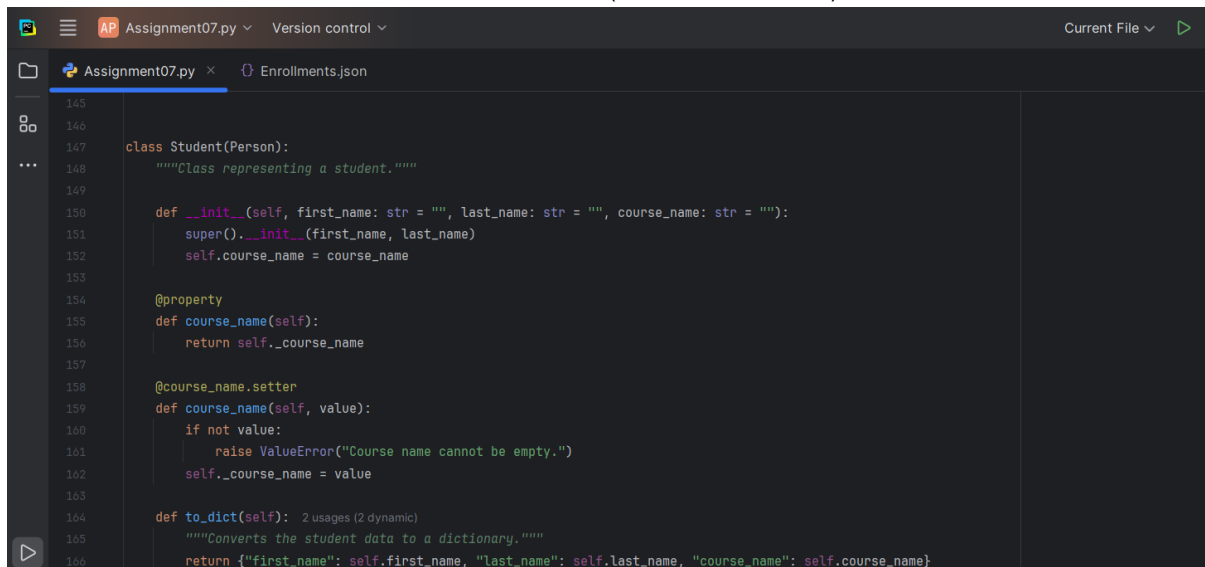 PC
AP Assignment07.py Version control Current File
Assignment07.py × {} Enrollments.json
145
146
147 class Student(Person):
148 """Class representing a student."""
149
150 def __init__(self, first_name: str = "", last_name: str = "", course_name: str = ""):
151 super().__init__(first_name, last_name)
152 self.course_name = course_name
153
154 @property
155 def course_name(self):
156 return self._course_name
157
158 @course_name.setter
159 def course_name(self, value):
160 if not value:
161 raise ValueError("Course name cannot be empty.")
162 self._course_name = value
163
164 def to_dict(self): 2 usages (2 dynamic)
165 """Converts the student data to a dictionary."""
166 return {"first_name": self.first_name, "last_name": self.last_name, "course_name": self.course_name}